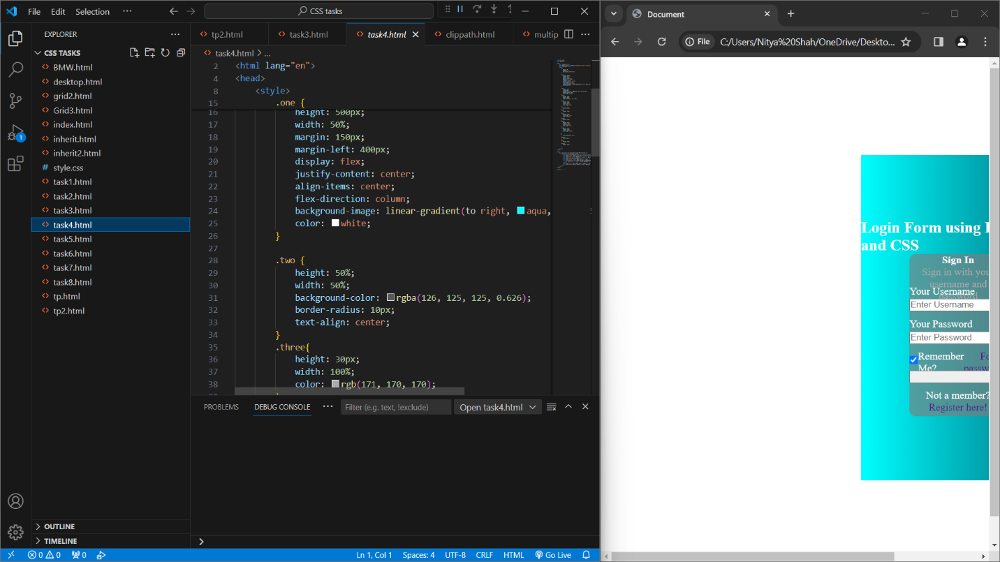 File Edit Selection ··· CSS tasks
EXPLORER ···
CSS TASKS
BMW.html
desktop.html
grid2.html
Grid3.html
index.html
inherit.html
inherit2.html
# style.css
task1.html
task2.html
task3.html
task4.html
task5.html
task6.html
task7.html
task8.html
tp.html
tp2.html
OUTLINE
TIMELINE
1
tp2.html task3.html task4.html clippath.html multip ···
task4.html > ...
2 <html lang="en">
4 <head>
8 <style>
15 .one {
16 height: 500px;
17 width: 50%;
18 margin: 150px;
19 margin-left: 400px;
20 display: flex;
21 justify-content: center;
22 align-items: center;
23 flex-direction: column;
24 background-image: linear-gradient(to right, aqua,
25 color: white;
26 }
27
28 .two {
29 height: 50%;
30 width: 50%;
31 background-color: rgba(126, 125, 125, 0.626);
32 border-radius: 10px;
33 text-align: center;
34 }
35 .three{
36 height: 30px;
37 width: 100%;
38 color: rgb(171, 170, 170);
PROBLEMS DEBUG CONSOLE ··· Filter (e.g. text, !exclude) Open task4.html
>
0 0 0 Ln 1, Col 1 Spaces: 4 UTF-8 CRLF HTML Go Live
Document
File C:/Users/Nitya%20Shah/OneDrive/Deskto...
Login Form using
and CSS
Sign In
Sign in with you
username and
password
Your Username
Enter Username
Your Password
Enter Password
Remember Fo
Me? passw
Not a member?
Register here!